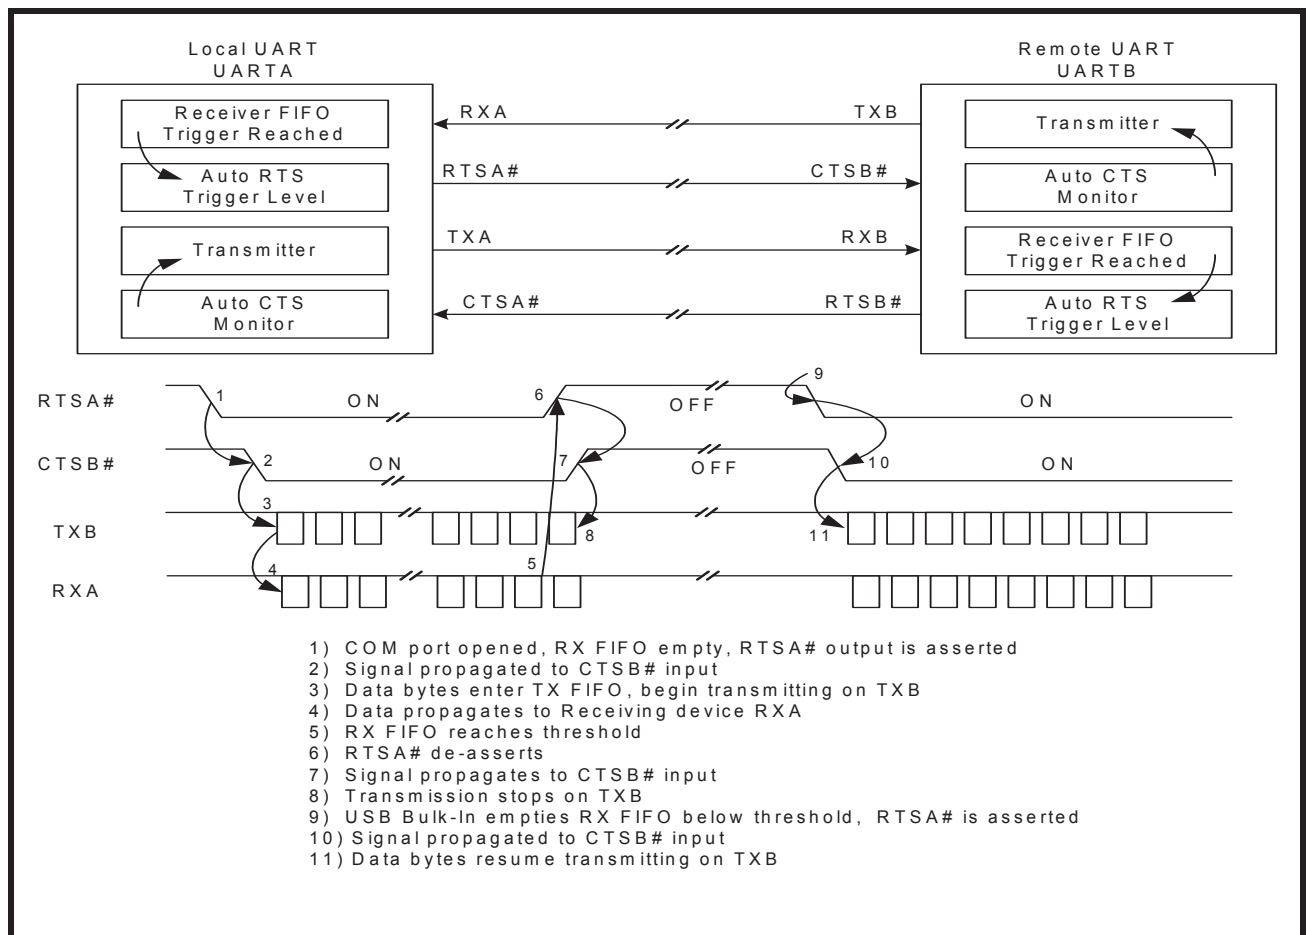 Local UART
UARTA
Remote UART
UARTB
Receiver FIFO
Trigger Reached
Auto RTS
Trigger Level
Transmitter
Auto CTS
Monitor
RXA
TXB
RTSA#
CTSB#
TXA
RXB
CTSA#
RTSB#
Transmitter
Auto CTS
Monitor
Receiver FIFO
Trigger Reached
Auto RTS
Trigger Level
RTSA#
1
ON
6
OFF
9
ON
CTSB#
2
ON
7
OFF
10
ON
TXB
3
8
11
RXA
4
5
1) COM port opened, RX FIFO empty, RTSA# output is asserted
2) Signal propagated to CTSB# input
3) Data bytes enter TX FIFO, begin transmitting on TXB
4) Data propagates to Receiving device RXA
5) RX FIFO reaches threshold
6) RTSA# de-asserts
7) Signal propagates to CTSB# input
8) Transmission stops on TXB
9) USB Bulk-In empties RX FIFO below threshold, RTSA# is asserted
10) Signal propagated to CTSB# input
11) Data bytes resume transmitting on TXB